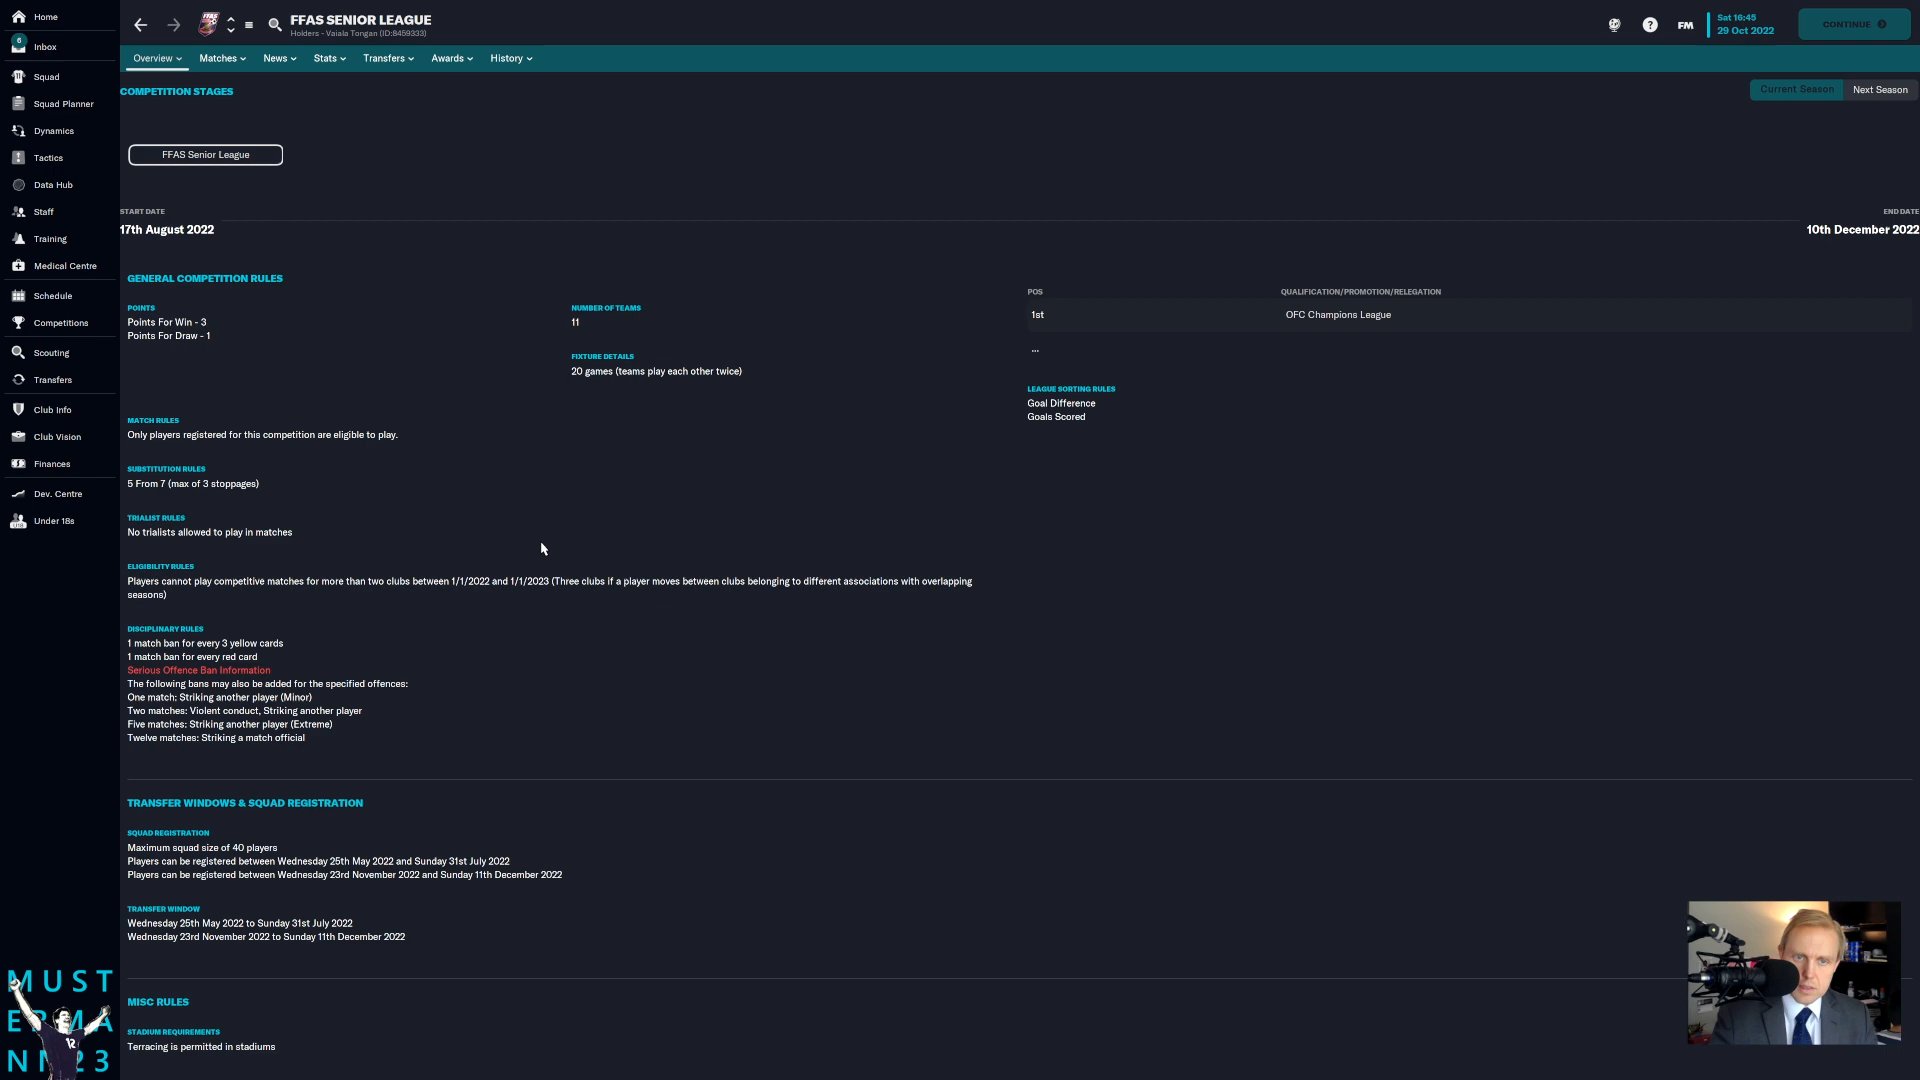 Home
6
Inbox
Squad
Squad Planner
Dynamics
Tactics
Data Hub
Staff
Training
Medical Centre
Schedule
Competitions
Scouting
Transfers
Club Info
Club Vision
Finances
Dev. Centre
Under 18s
MUST
ERMA
NN23
12
FFAS SENIOR LEAGUE
Holders - Vaiala Tongan (ID:8459333)
FM
Sat 16:45
29 Oct 2022
CONTINUE
Overview
Matches
News
Stats
Transfers
Awards
History
COMPETITION STAGES
Current Season
Next Season
FFAS Senior League
START DATE
17th August 2022
END DATE
10th December 2022
GENERAL COMPETITION RULES
POINTS
Points For Win - 3
Points For Draw - 1
NUMBER OF TEAMS
11
FIXTURE DETAILS
20 games (teams play each other twice)
POS
QUALIFICATION/PROMOTION/RELEGATION
1st
OFC Champions League
...
LEAGUE SORTING RULES
Goal Difference
Goals Scored
MATCH RULES
Only players registered for this competition are eligible to play.
SUBSTITUTION RULES
5 From 7 (max of 3 stoppages)
TRIALIST RULES
No trialists allowed to play in matches
ELIGIBILITY RULES
Players cannot play competitive matches for more than two clubs between 1/1/2022 and 1/1/2023 (Three clubs if a player moves between clubs belonging to different associations with overlapping
seasons)
DISCIPLINARY RULES
1 match ban for every 3 yellow cards
1 match ban for every red card
Serious Offence Ban Information
The following bans may also be added for the specified offences:
One match: Striking another player (Minor)
Two matches: Violent conduct, Striking another player
Five matches: Striking another player (Extreme)
Twelve matches: Striking a match official
TRANSFER WINDOWS & SQUAD REGISTRATION
SQUAD REGISTRATION
Maximum squad size of 40 players
Players can be registered between Wednesday 25th May 2022 and Sunday 31st July 2022
Players can be registered between Wednesday 23rd November 2022 and Sunday 11th December 2022
TRANSFER WINDOW
Wednesday 25th May 2022 to Sunday 31st July 2022
Wednesday 23rd November 2022 to Sunday 11th December 2022
MISC RULES
STADIUM REQUIREMENTS
Terracing is permitted in stadiums